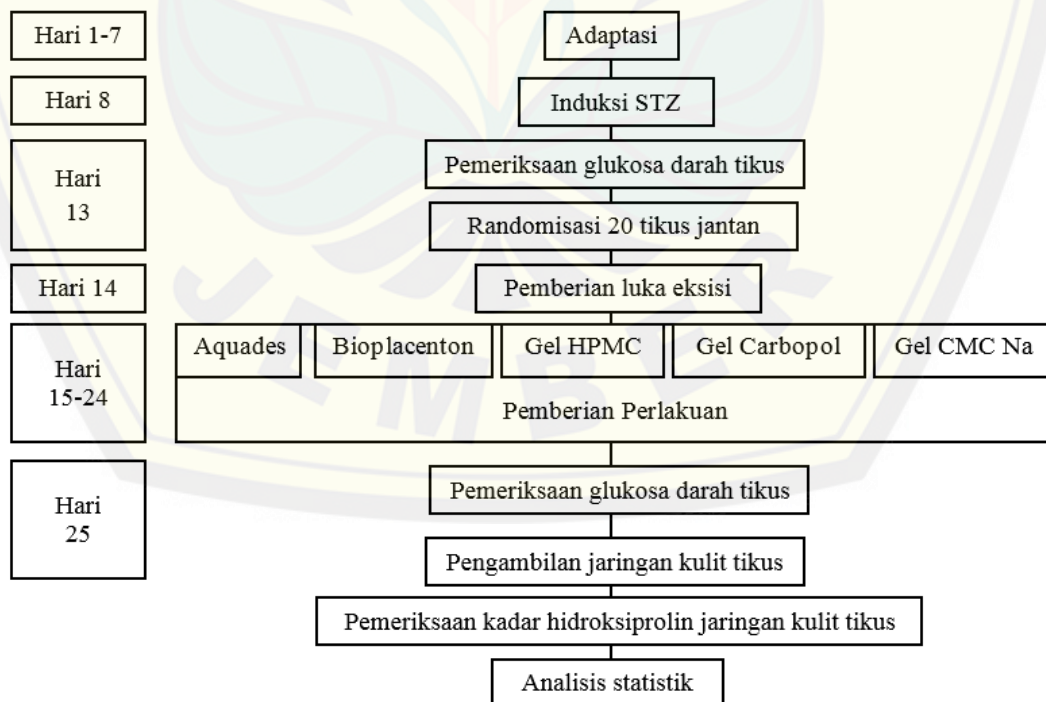 Hari 1-7
Adaptasi
Hari 8
Induksi STZ
Hari
13
Pemeriksaan glukosa darah tikus
Randomisasi 20 tikus jantan
Hari 14
Pemberian luka eksisi
Hari
15-24
Aquades
Bioplacenton
Gel HPMC
Gel Carbopol
Gel CMC Na
Pemberian Perlakuan
Hari
25
Pemeriksaan glukosa darah tikus
Pengambilan jaringan kulit tikus
Pemeriksaan kadar hidroksiprolin jaringan kulit tikus
Analisis statistik
JEMBER